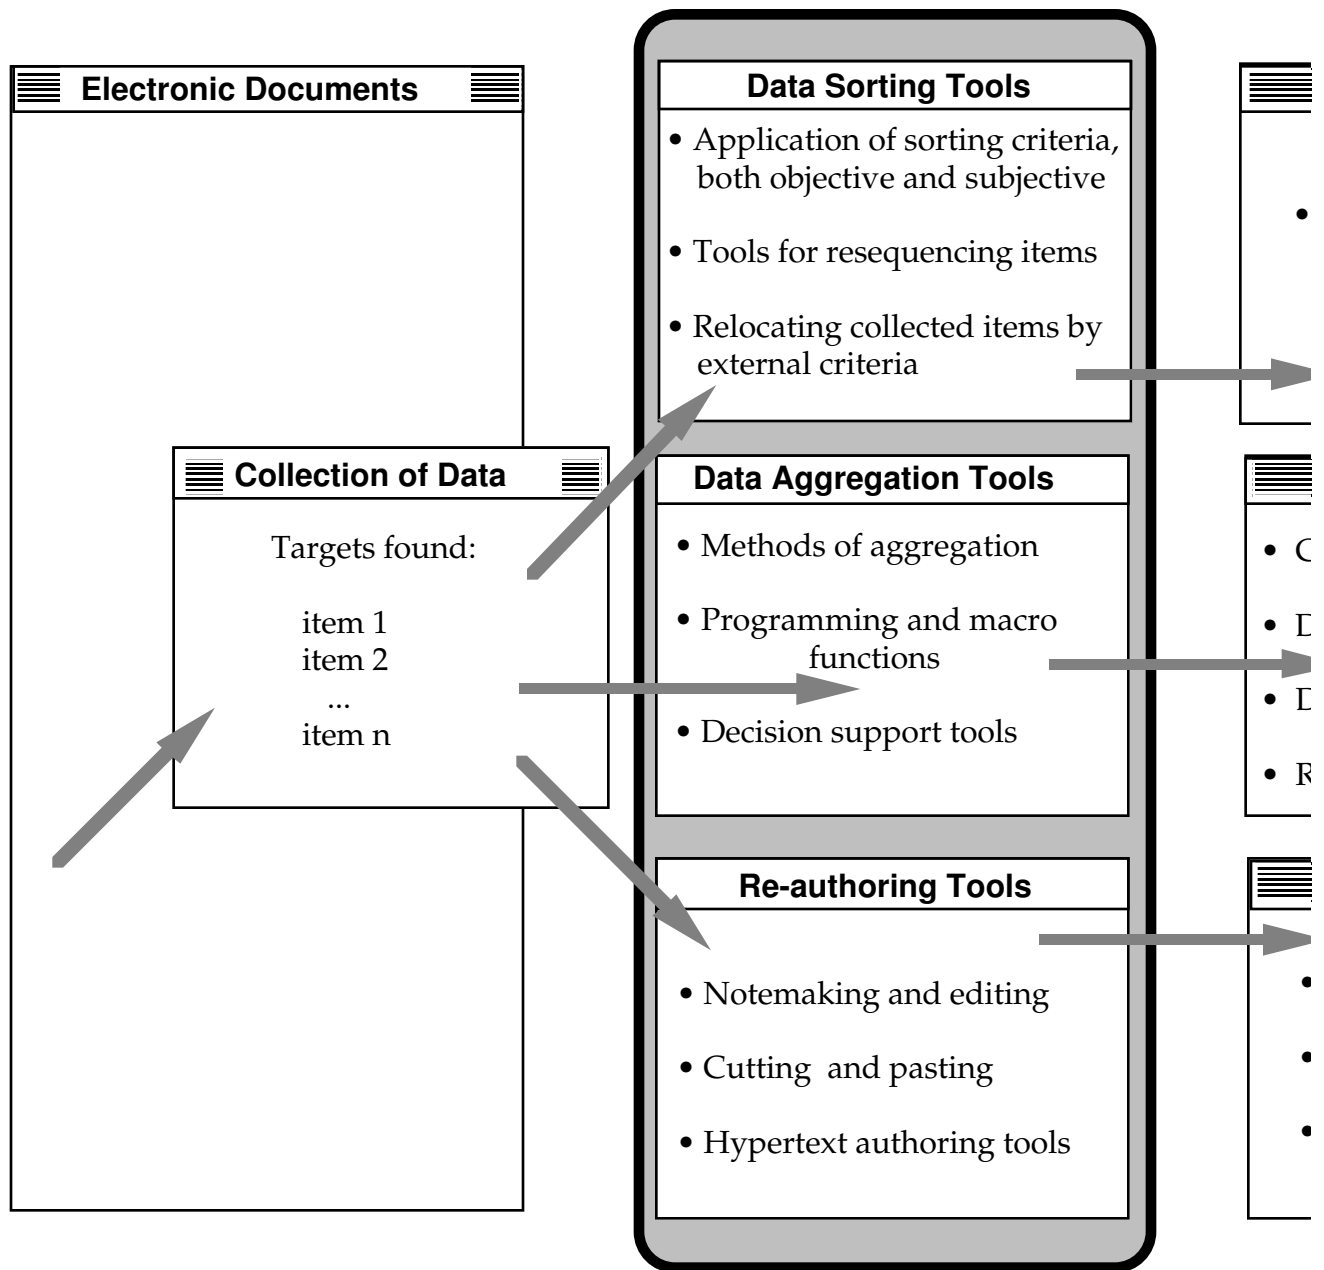 Electronic Documents
Collection of Data
Targets found:
item 1
item 2
...
item n
Data Sorting Tools
• Application of sorting criteria,
both objective and subjective
• Tools for resequencing items
• Relocating collected items by
external criteria
Data Aggregation Tools
• Methods of aggregation
• Programming and macro
functions
• Decision support tools
Re-authoring Tools
• Notemaking and editing
• Cutting and pasting
• Hypertext authoring tools